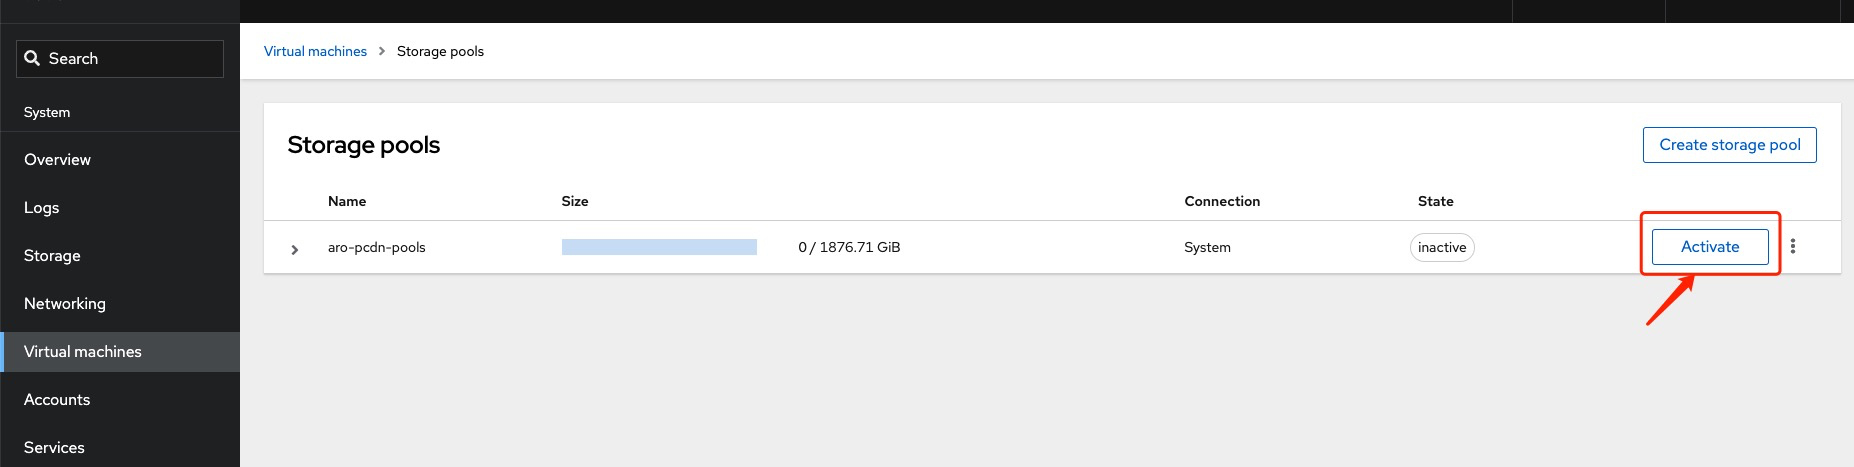 Search
System
Overview
Logs
Storage
Networking
Virtual machines
Accounts
Services
Virtual machines > Storage pools
Storage pools
Create storage pool
Name Size Connection State
aro-pcdn-pools 0 / 1876.71 GiB System inactive Activate